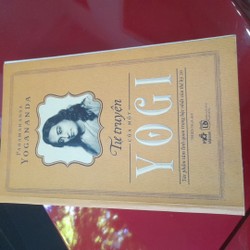 PARAMAHANSA
YOGANANDA
Tự truyện
CỦA MỘT
YOGI